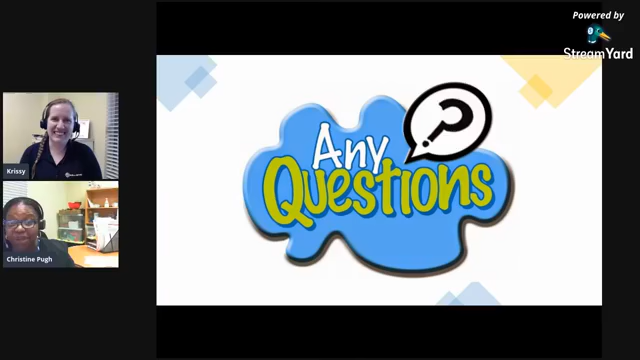 Powered by
StreamYard
Any
Questions
?
Krissy
Christine Pugh